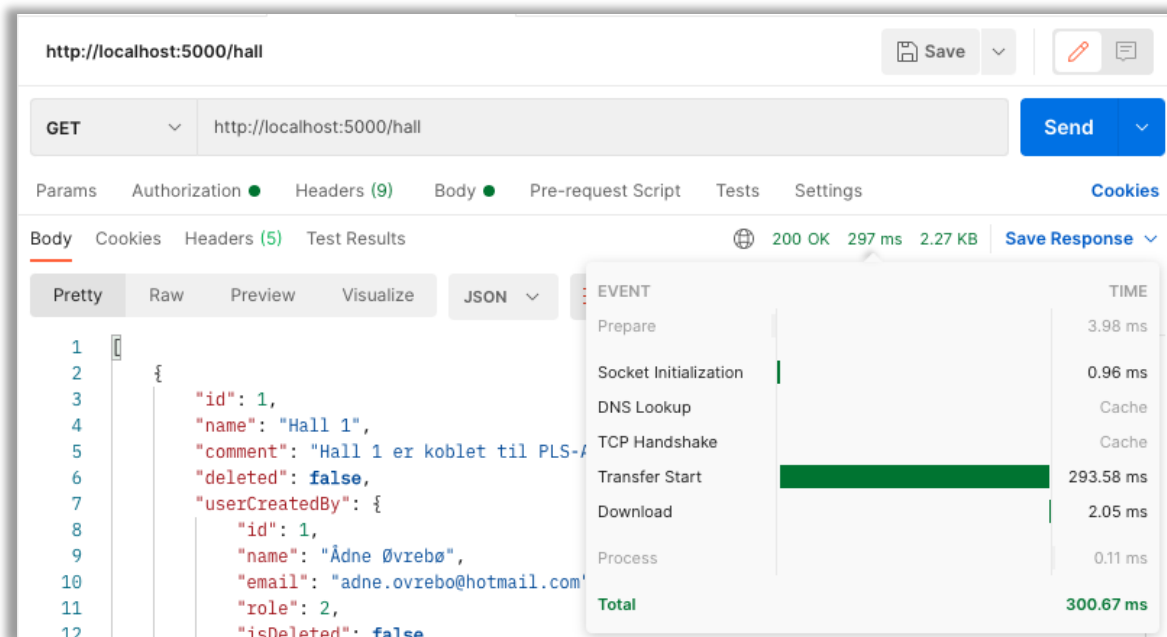 http://localhost:5000/hall
Save
GET
http://localhost:5000/hall
Send
Params Authorization Headers (9) Body Pre-request Script Tests Settings Cookies
Body Cookies Headers (5) Test Results
200 OK 297 ms 2.27 KB Save Response
Pretty Raw Preview Visualize JSON
1 [
2 {
3 "id": 1,
4 "name": "Hall 1",
5 "comment": "Hall 1 er koblet til PLS-A
6 "deleted": false,
7 "userCreatedBy": {
8 "id": 1,
9 "name": "Ådne Øvrebø",
10 "email": "adne.ovrebo@hotmail.com"
11 "role": 2,
12 "isDeleted": false
EVENT TIME
Prepare 3.98 ms
Socket Initialization 0.96 ms
DNS Lookup Cache
TCP Handshake Cache
Transfer Start 293.58 ms
Download 2.05 ms
Process 0.11 ms
Total 300.67 ms